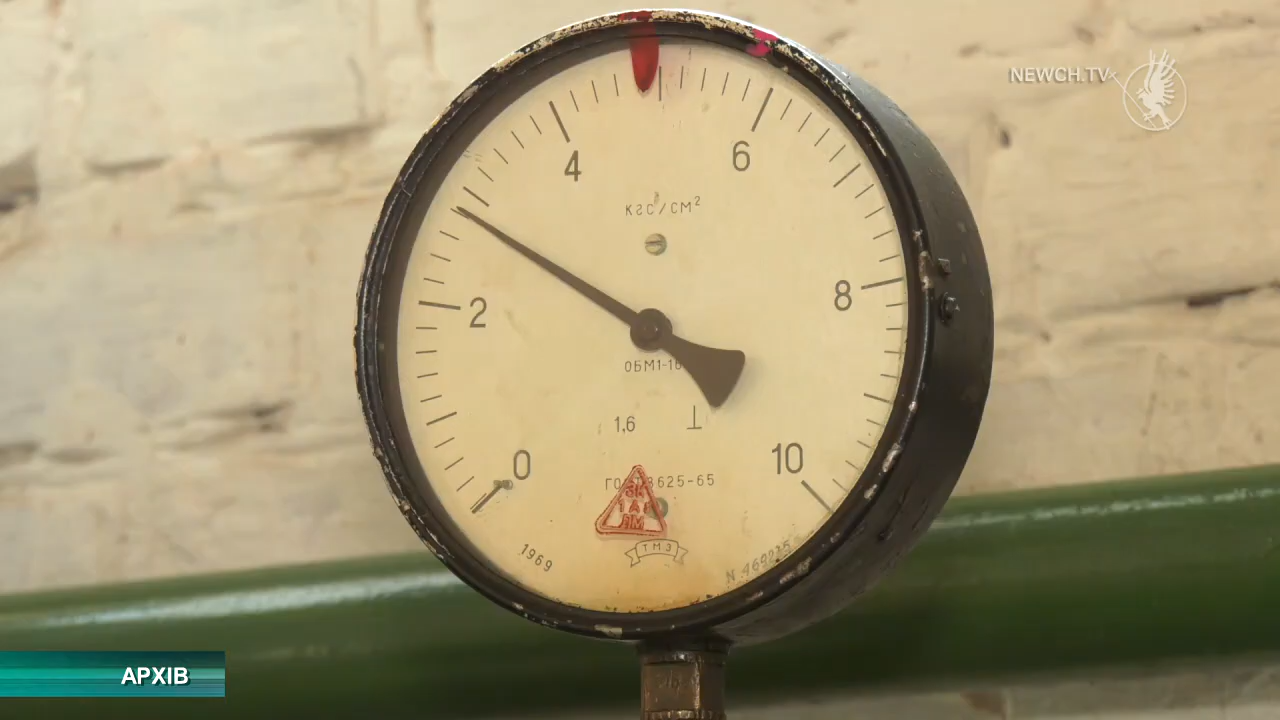 NEWCH.TV
4
6
кгс/см²
2
8
ОБМ1-16
1,6 ⊥
0
10
ГОСТ 8625-65
ТМЗ
1969
АРХІВ